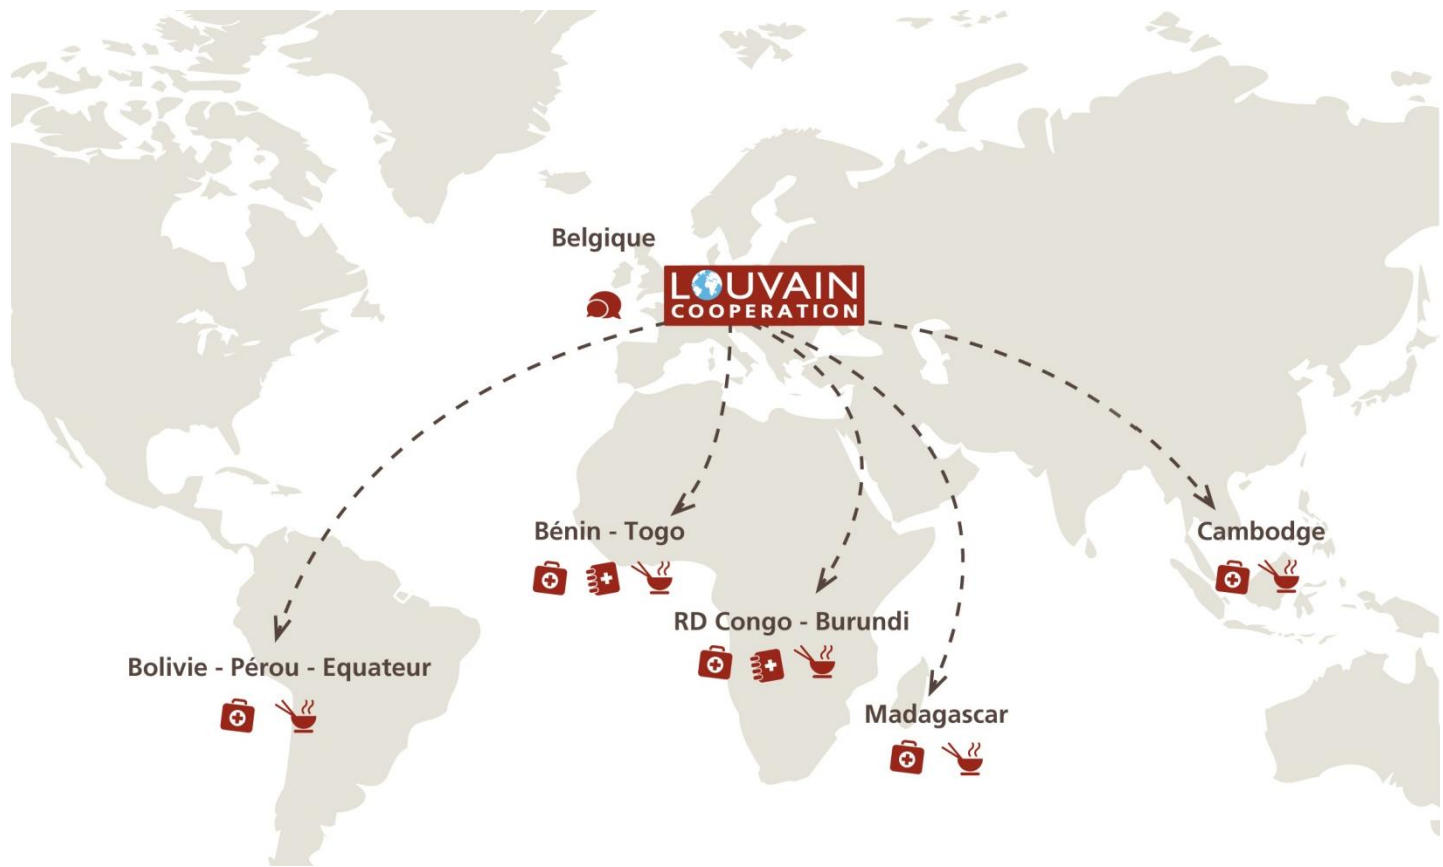 Belgique
LOUVAIN
COOPERATION
Bénin - Togo
Cambodge
RD Congo - Burundi
Bolivie - Pérou - Equateur
Madagascar